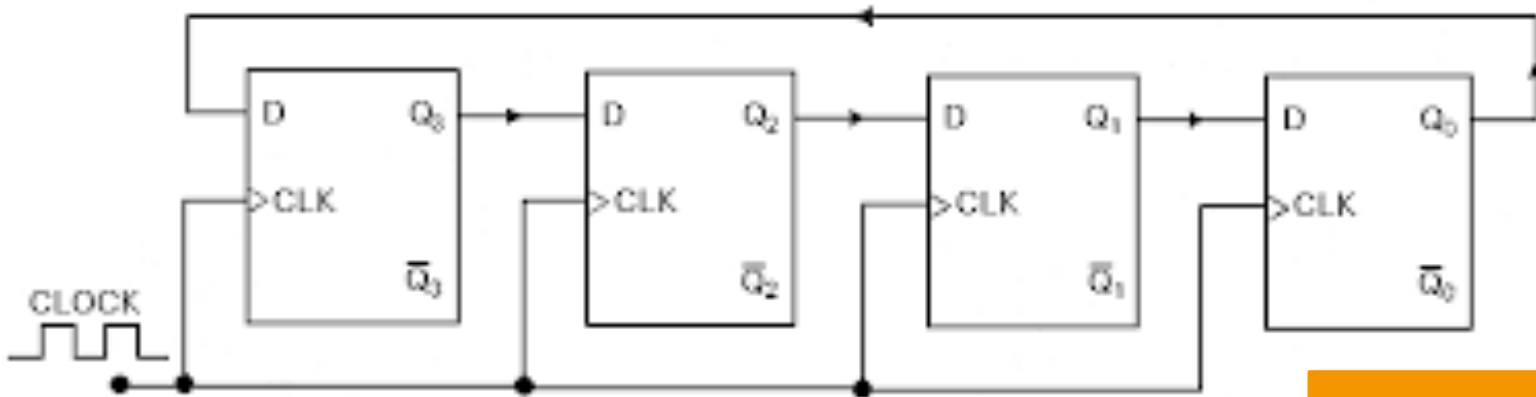 D Q₃ D Q₂ D Q₁ D Q₀
CLK CLK CLK CLK
Q̅₃ Q̅₂ Q̅₁ Q̅₀
CLOCK